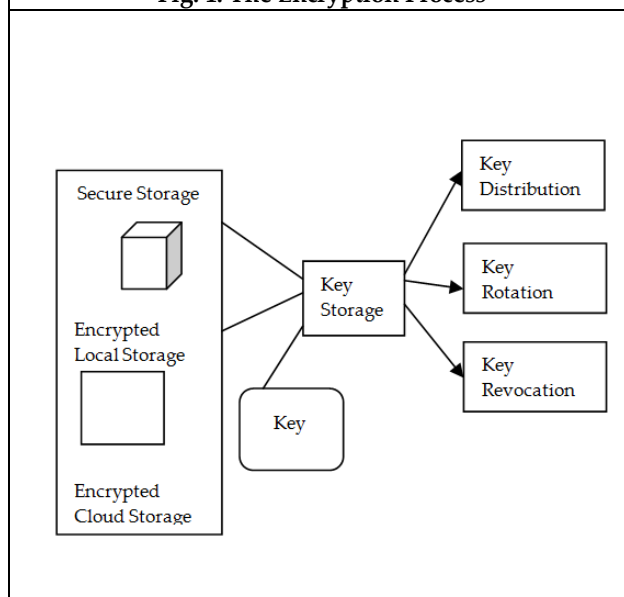 Fig. 1. The Encryption Process
Secure Storage
Encrypted
Local Storage
Encrypted
Cloud Storage
Key
Storage
Key
Key
Distribution
Key
Rotation
Key
Revocation